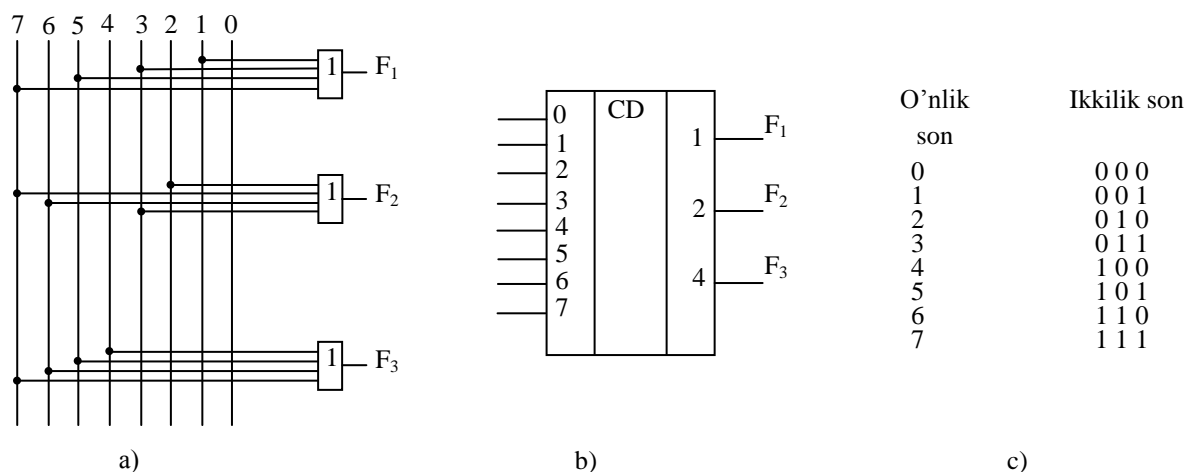 7 6 5 4 3 2 1 0
1 F₁
1 F₂
1 F₃
a)
CD
0
1
2
3
4
5
6
7
1 F₁
2 F₂
4 F₃
b)
O’nlik Ikkilik son
son
0 0 0 0
1 0 0 1
2 0 1 0
3 0 1 1
4 1 0 0
5 1 0 1
6 1 1 0
7 1 1 1
c)